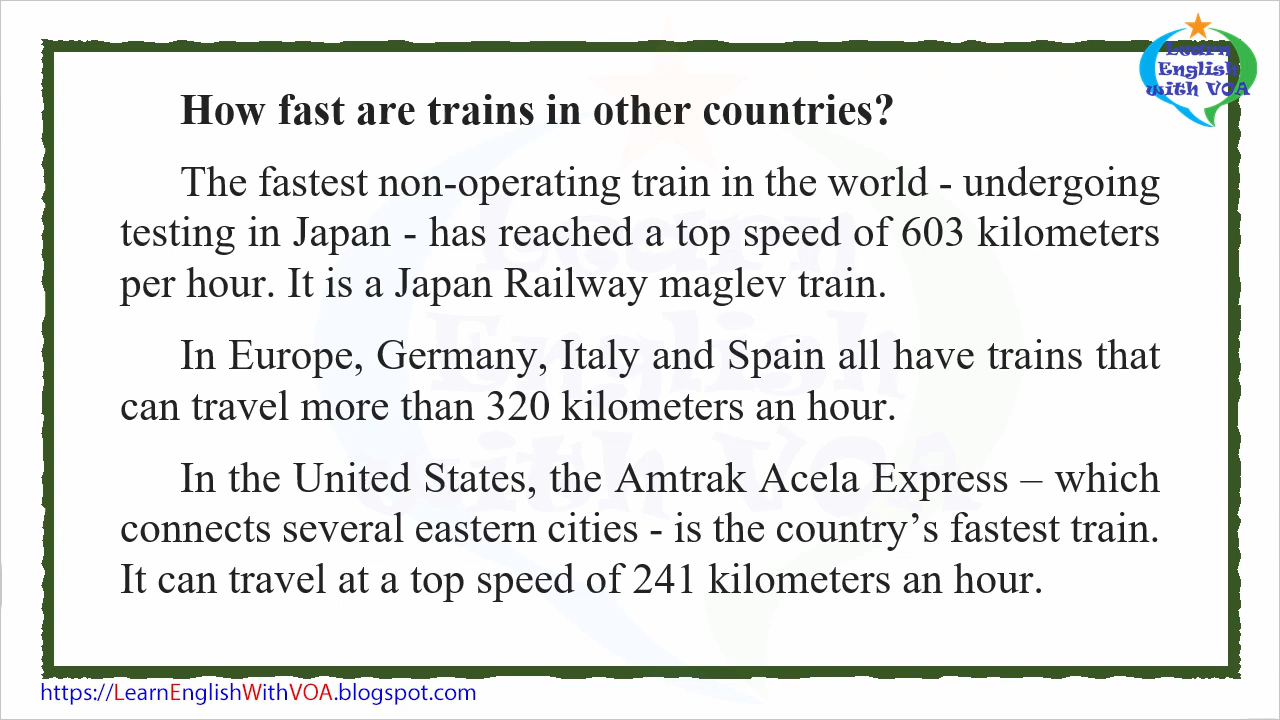 Learn
English
with VOA
How fast are trains in other countries?
The fastest non-operating train in the world - undergoing
testing in Japan - has reached a top speed of 603 kilometers
per hour. It is a Japan Railway maglev train.
In Europe, Germany, Italy and Spain all have trains that
can travel more than 320 kilometers an hour.
In the United States, the Amtrak Acela Express – which
connects several eastern cities - is the country’s fastest train.
It can travel at a top speed of 241 kilometers an hour.
https://LearnEnglishWithVOA.blogspot.com